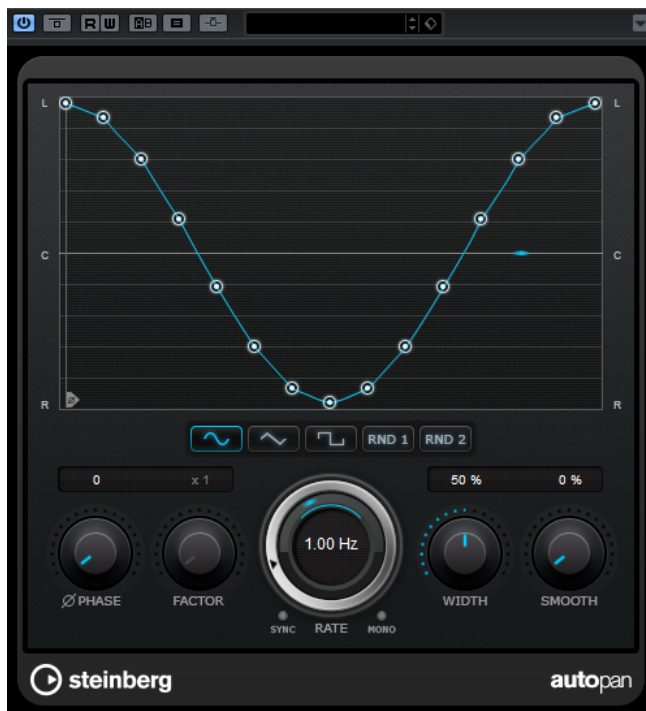 R W AB
L L
C C
R R
RND 1 RND 2
0 x 1 50 % 0 %
1.00 Hz
Ø PHASE FACTOR WIDTH SMOOTH
SYNC RATE MONO
steinberg autopan